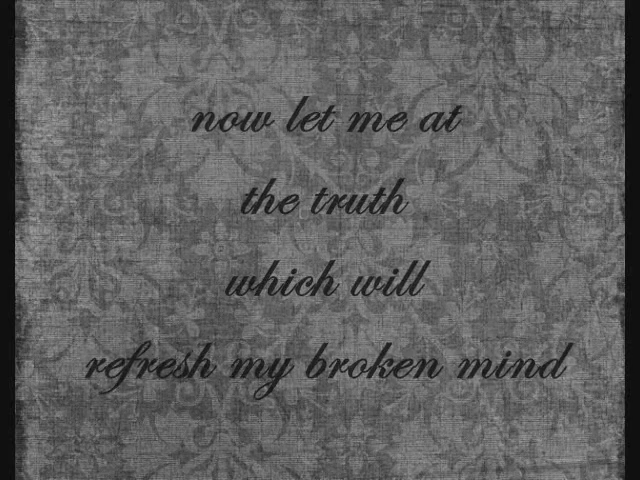 now let me at
the truth
which will
refresh my broken mind